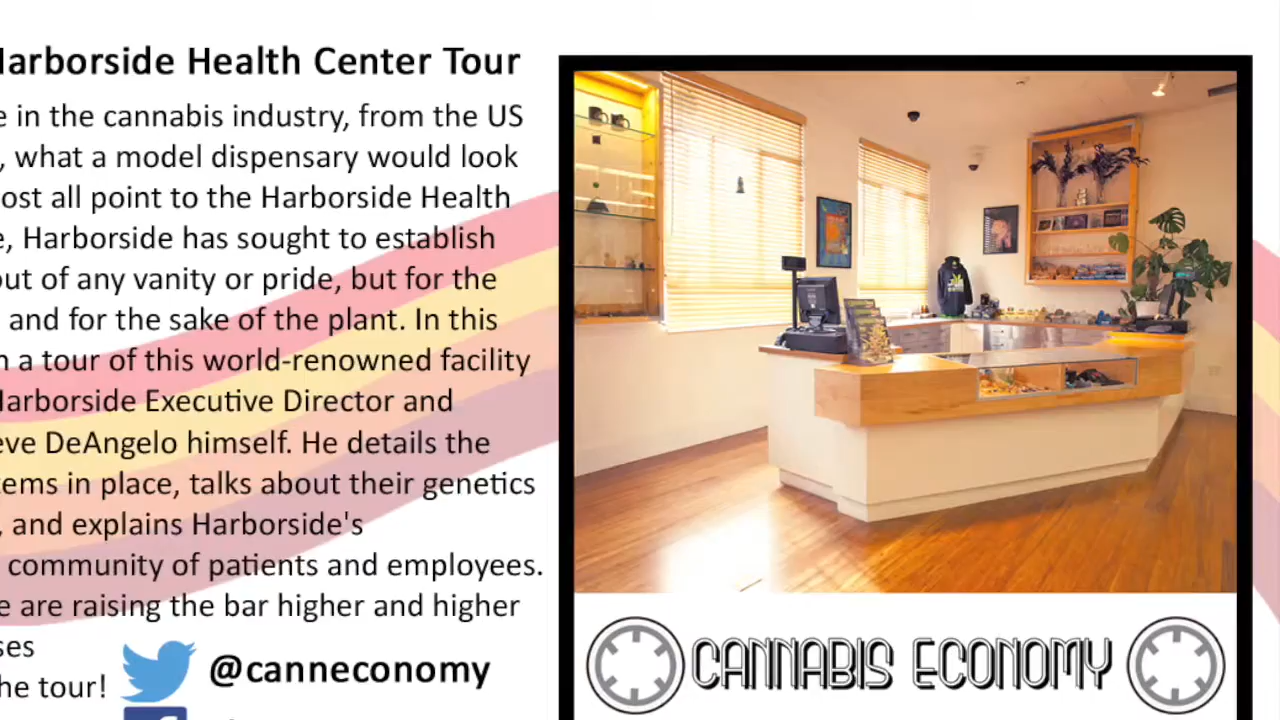 Harborside Health Center Tour
e in the cannabis industry, from the US
, what a model dispensary would look
ost all point to the Harborside Health
e, Harborside has sought to establish
out of any vanity or pride, but for the
and for the sake of the plant. In this
n a tour of this world-renowned facility
Harborside Executive Director and
eve DeAngelo himself. He details the
tems in place, talks about their genetics
, and explains Harborside's
community of patients and employees.
e are raising the bar higher and higher
ses
he tour!
@canneconomy
CANNABIS ECONOMY